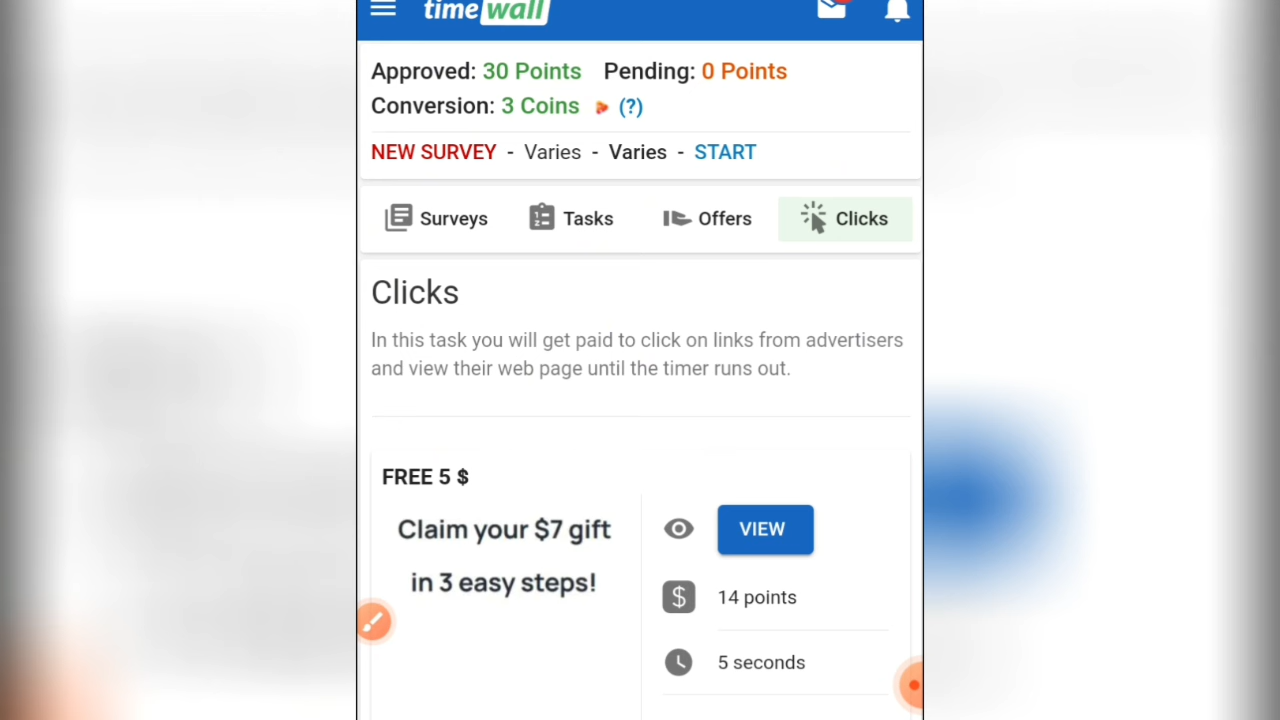 time wall
Approved: 30 Points Pending: 0 Points
Conversion: 3 Coins (?)
NEW SURVEY - Varies - Varies - START
Surveys Tasks Offers Clicks
Clicks
In this task you will get paid to click on links from advertisers
and view their web page until the timer runs out.
FREE 5 $
Claim your $7 gift
in 3 easy steps!
VIEW
$ 14 points
5 seconds